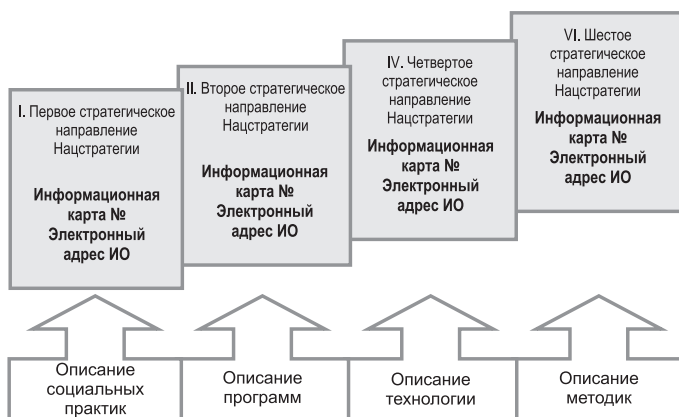 I. Первое стратегическое
направление
Нацстратегии
Информационная
карта №
Электронный
адрес ИО
II. Второе стратегическое
направление
Нацстратегии
Информационная
карта №
Электронный
адрес ИО
IV. Четвертое
стратегическое
направление
Нацстратегии
Информационная
карта №
Электронный
адрес ИО
VI. Шестое
стратегическое
направление
Нацстратегии
Информационная
карта №
Электронный
адрес ИО
Описание
социальных
практик
Описание
программ
Описание
технологии
Описание
методик